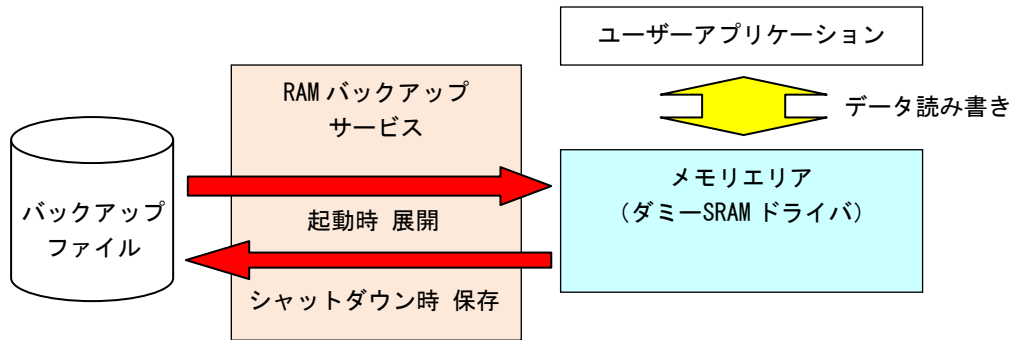 ユーザーアプリケーション
データ読み書き
RAM バックアップ
サービス
メモリエリア
(ダミーSRAM ドライバ)
バックアップ
ファイル
起動時 展開
シャットダウン時 保存